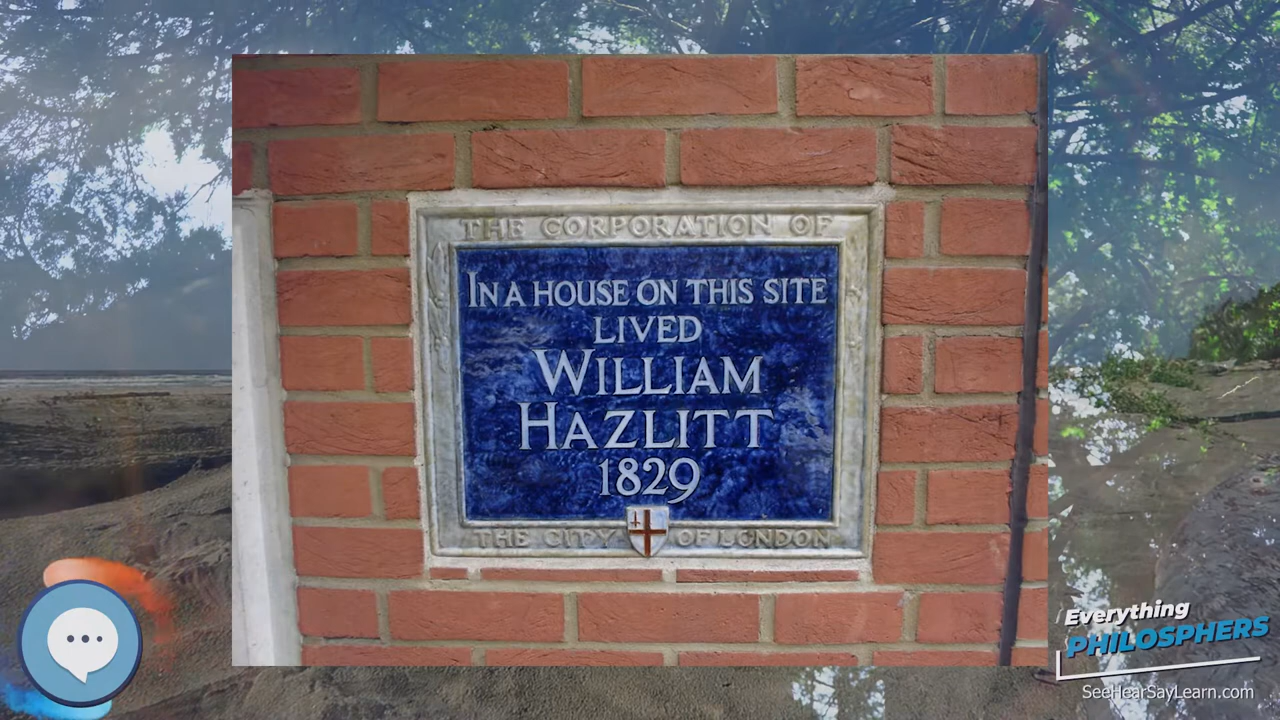 THE CORPORATION OF
IN A HOUSE ON THIS SITE
LIVED
WILLIAM
HAZLITT
1829
THE CITY OF LONDON
Everything
PHILOSPHERS
SeeHearSayLearn.com